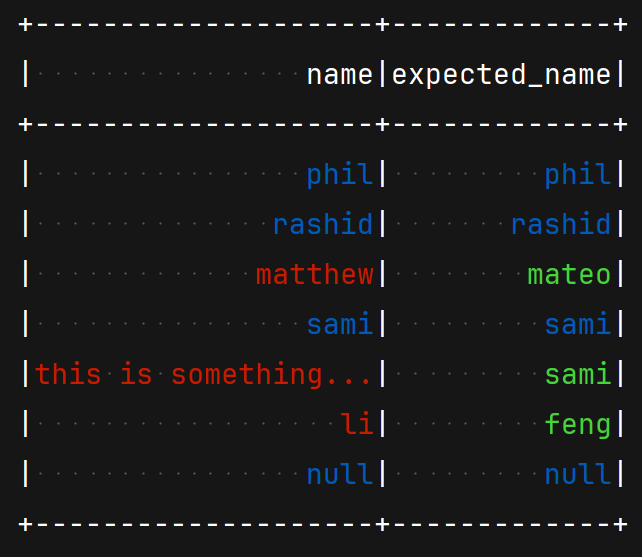 +--------------------+-------------+
|                name|expected_name|
+--------------------+-------------+
|                phil|         phil|
|              rashid|       rashid|
|             matthew|        mateo|
|                sami|         sami|
|this is something...|         sami|
|                  li|         feng|
|                null|         null|
+--------------------+-------------+